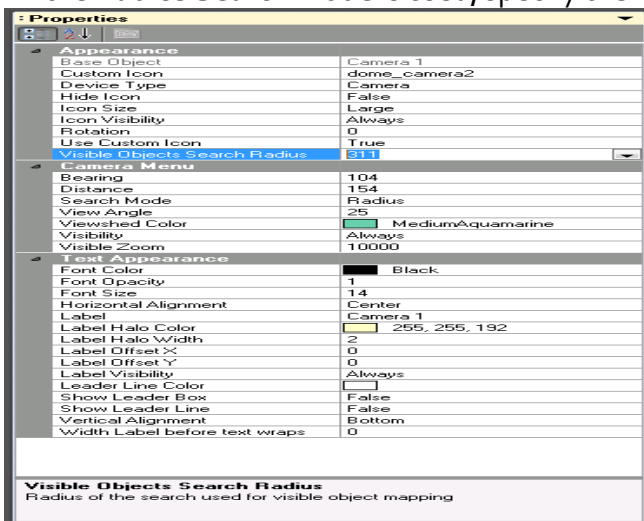 Properties
Appearance
Base Object Camera 1
Custom Icon dome_camera2
Device Type Camera
Hide Icon False
Icon Size Large
Icon Visibility Always
Rotation 0
Use Custom Icon True
Visible Objects Search Radius 311
Camera Menu
Bearing 104
Distance 154
Search Mode Radius
View Angle 25
Viewshed Color MediumAquamarine
Visibility Always
Visible Zoom 10000
Text Appearance
Font Color Black
Font Opacity 1
Font Size 14
Horizontal Alignment Center
Label Camera 1
Label Halo Color 255, 255, 192
Label Halo Width 2
Label Offset X 0
Label Offset Y 0
Label Visibility Always
Leader Line Color
Show Leader Box False
Show Leader Line False
Vertical Alignment Bottom
Width Label before text wraps 0
Visible Objects Search Radius
Radius of the search used for visible object mapping